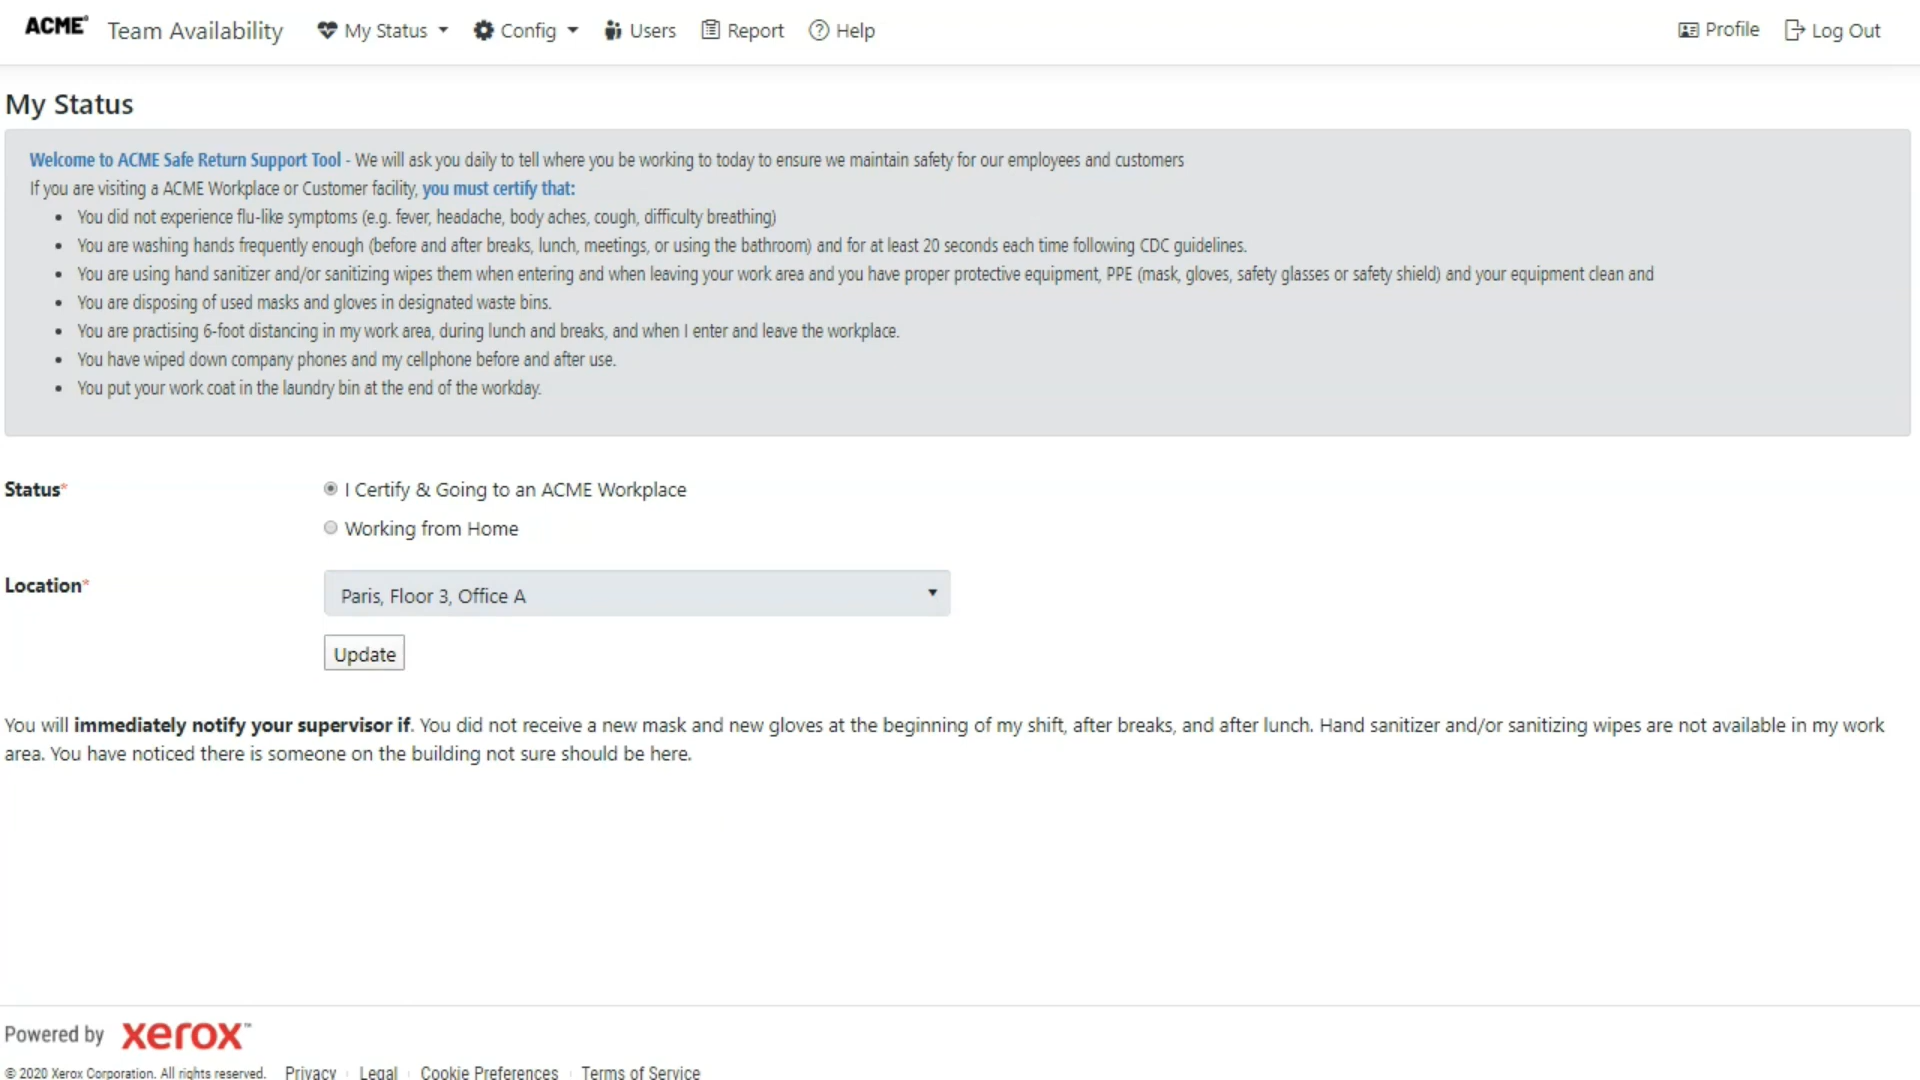 ACME® Team Availability My Status Config Users Report Help Profile Log Out
My Status
Welcome to ACME Safe Return Support Tool - We will ask you daily to tell where you be working to today to ensure we maintain safety for our employees and customers
If you are visiting a ACME Workplace or Customer facility, you must certify that:
• You did not experience flu-like symptoms (e.g. fever, headache, body aches, cough, difficulty breathing)
• You are washing hands frequently enough (before and after breaks, lunch, meetings, or using the bathroom) and for at least 20 seconds each time following CDC guidelines.
• You are using hand sanitizer and/or sanitizing wipes them when entering and when leaving your work area and you have proper protective equipment, PPE (mask, gloves, safety glasses or safety shield) and your equipment clean and
• You are disposing of used masks and gloves in designated waste bins.
• You are practising 6-foot distancing in my work area, during lunch and breaks, and when I enter and leave the workplace.
• You have wiped down company phones and my cellphone before and after use.
• You put your work coat in the laundry bin at the end of the workday.
Status* I Certify & Going to an ACME Workplace
Working from Home
Location* Paris, Floor 3, Office A
Update
You will immediately notify your supervisor if. You did not receive a new mask and new gloves at the beginning of my shift, after breaks, and after lunch. Hand sanitizer and/or sanitizing wipes are not available in my work
area. You have noticed there is someone on the building not sure should be here.
Powered by xerox™
© 2020 Xerox Corporation. All rights reserved. Privacy Legal Cookie Preferences Terms of Service